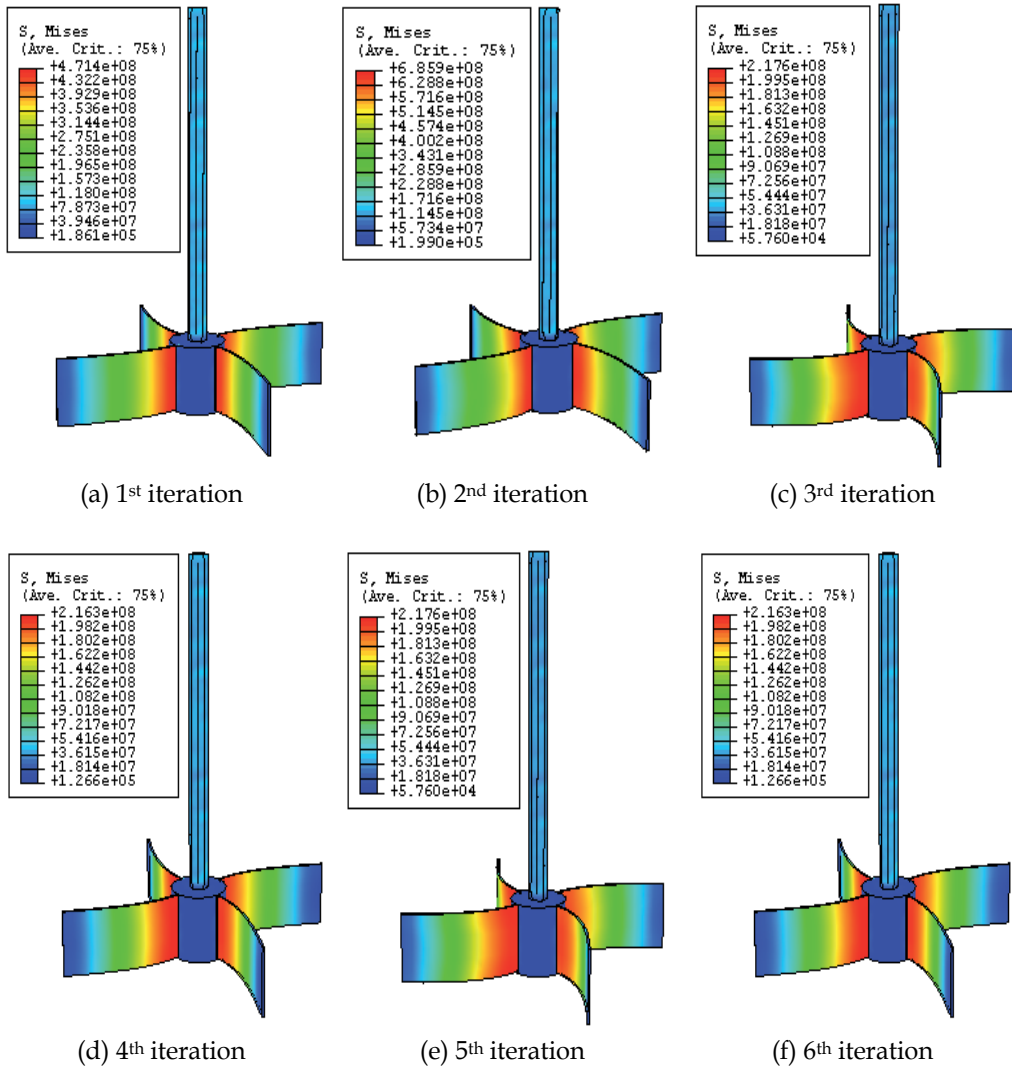 S, Mises
(Ave. Crit.: 75%)
+4.714e+08
+4.322e+08
+3.929e+08
+3.536e+08
+3.144e+08
+2.751e+08
+2.358e+08
+1.965e+08
+1.573e+08
+1.180e+08
+7.873e+07
+3.946e+07
+1.861e+05
S, Mises
(Ave. Crit.: 75%)
+6.859e+08
+6.288e+08
+5.716e+08
+5.145e+08
+4.574e+08
+4.002e+08
+3.431e+08
+2.859e+08
+2.288e+08
+1.716e+08
+1.145e+08
+5.734e+07
+1.990e+05
S, Mises
(Ave. Crit.: 75%)
+2.176e+08
+1.995e+08
+1.813e+08
+1.632e+08
+1.451e+08
+1.269e+08
+1.088e+08
+9.069e+07
+7.256e+07
+5.444e+07
+3.631e+07
+1.818e+07
+5.760e+04
(a) 1st iteration
(b) 2nd iteration
(c) 3rd iteration
S, Mises
(Ave. Crit.: 75%)
+2.163e+08
+1.982e+08
+1.802e+08
+1.622e+08
+1.442e+08
+1.262e+08
+1.082e+08
+9.018e+07
+7.217e+07
+5.416e+07
+3.615e+07
+1.814e+07
+1.266e+05
S, Mises
(Ave. Crit.: 75%)
+2.176e+08
+1.995e+08
+1.813e+08
+1.632e+08
+1.451e+08
+1.269e+08
+1.088e+08
+9.069e+07
+7.256e+07
+5.444e+07
+3.631e+07
+1.818e+07
+5.760e+04
S, Mises
(Ave. Crit.: 75%)
+2.163e+08
+1.982e+08
+1.802e+08
+1.622e+08
+1.442e+08
+1.262e+08
+1.082e+08
+9.018e+07
+7.217e+07
+5.416e+07
+3.615e+07
+1.814e+07
+1.266e+05
(d) 4th iteration
(e) 5th iteration
(f) 6th iteration